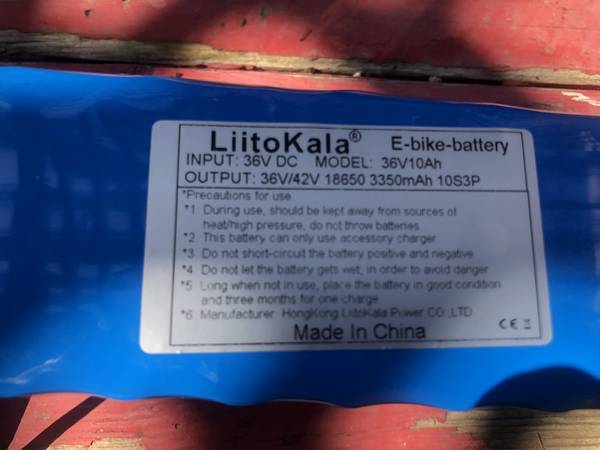 LiitoKala® E-bike-battery
INPUT: 36V DC MODEL: 36V10Ah
OUTPUT: 36V/42V 18650 3350mAh 10S3P
*Precautions for use
*1. During use, should be kept away from sources of
heat/high pressure, do not throw batteries
*2. This battery can only use accessory charger
*3. Do not short-circuit the battery positive and negative
*4. Do not let the battery gets wet, in order to avoid danger
*5. Long when not in use, place the battery in good condition
and three months for one charge
*6. Manufacturer: HongKong LiitoKala Power CO.,LTD
Made In China
CE